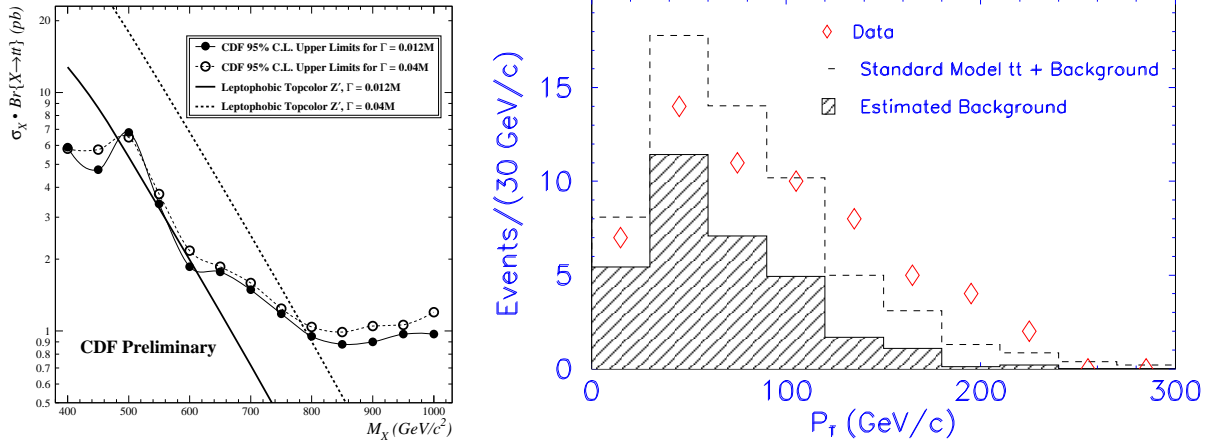 σX • Br{X→tt} (pb)
20
10
9
8
7
6
5
4
3
2
1
0.9
0.8
0.7
0.6
0.5
CDF 95% C.L. Upper Limits for Γ = 0.012M
CDF 95% C.L. Upper Limits for Γ = 0.04M
Leptophobic Topcolor Z′, Γ = 0.012M
Leptophobic Topcolor Z′, Γ = 0.04M
CDF Preliminary
400 500 600 700 800 900 1000
MX (GeV/c²)
Events/(30 GeV/c)
15
10
5
0
Data
Standard Model tt + Background
Estimated Background
0 100 200 300
Pt̄ (GeV/c)